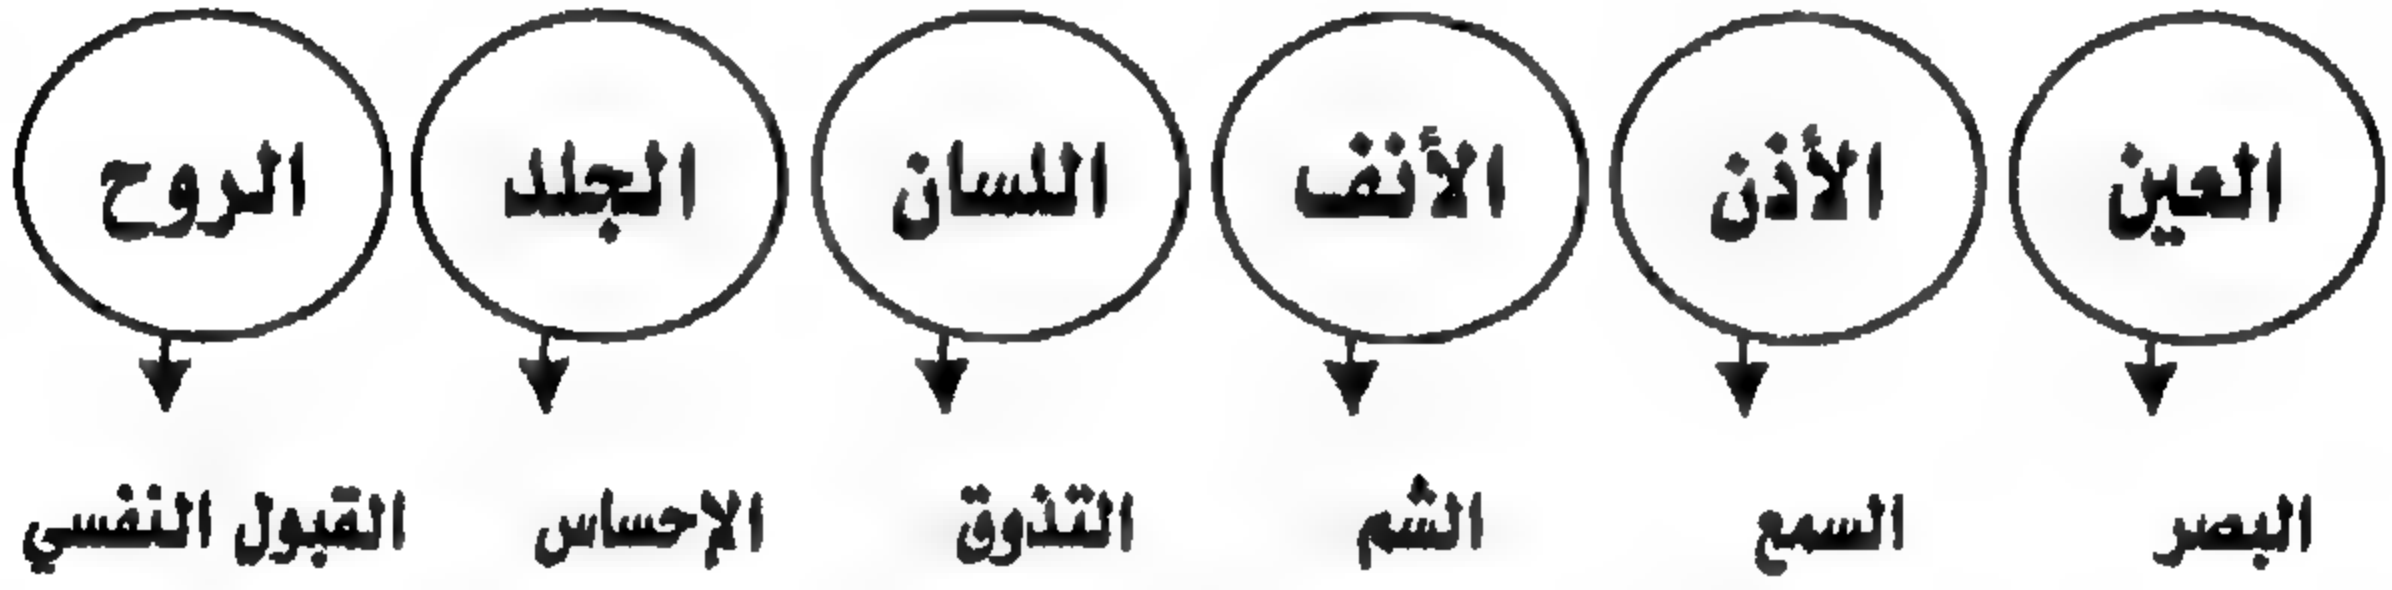 العين الأذن الأنف اللسان الجلد الروح
البصر السمع الشم التذوق الإحساس القبول النفسي